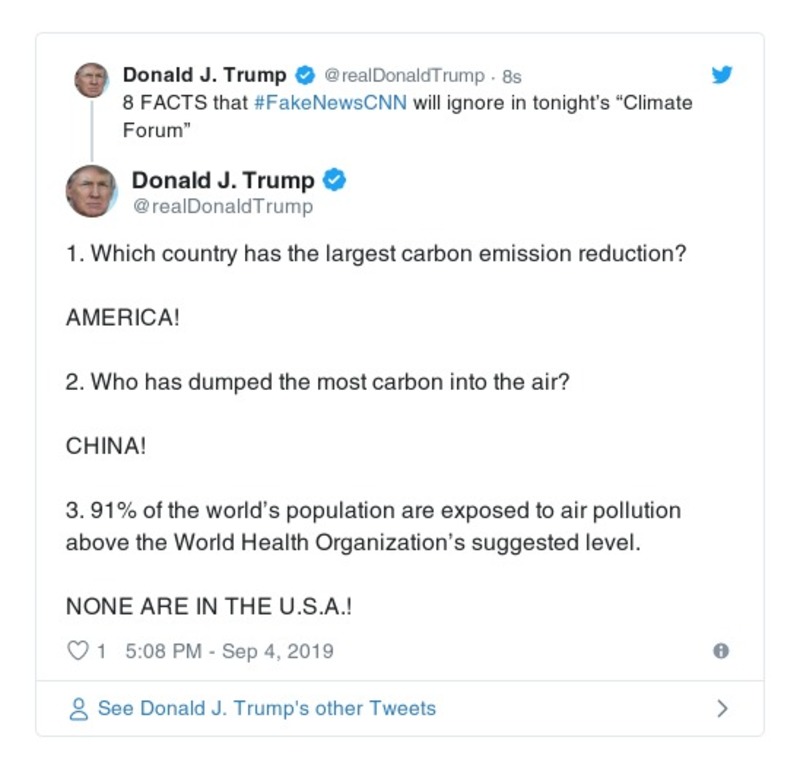 Donald J. Trump @realDonaldTrump · 8s
8 FACTS that #FakeNewsCNN will ignore in tonight's “Climate
Forum”
Donald J. Trump
@realDonaldTrump
1. Which country has the largest carbon emission reduction?
AMERICA!
2. Who has dumped the most carbon into the air?
CHINA!
3. 91% of the world's population are exposed to air pollution
above the World Health Organization's suggested level.
NONE ARE IN THE U.S.A.!
1 5:08 PM - Sep 4, 2019
See Donald J. Trump's other Tweets